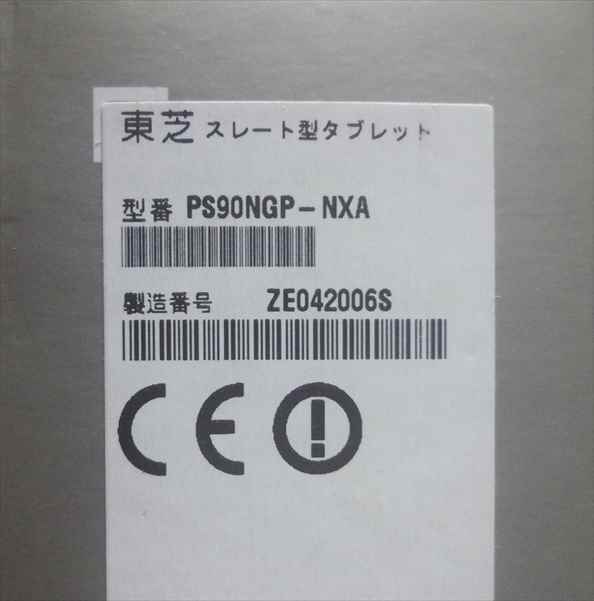 東芝 スレート型タブレット
型番 PS90NGP-NXA
製造番号 ZE042006S
CE